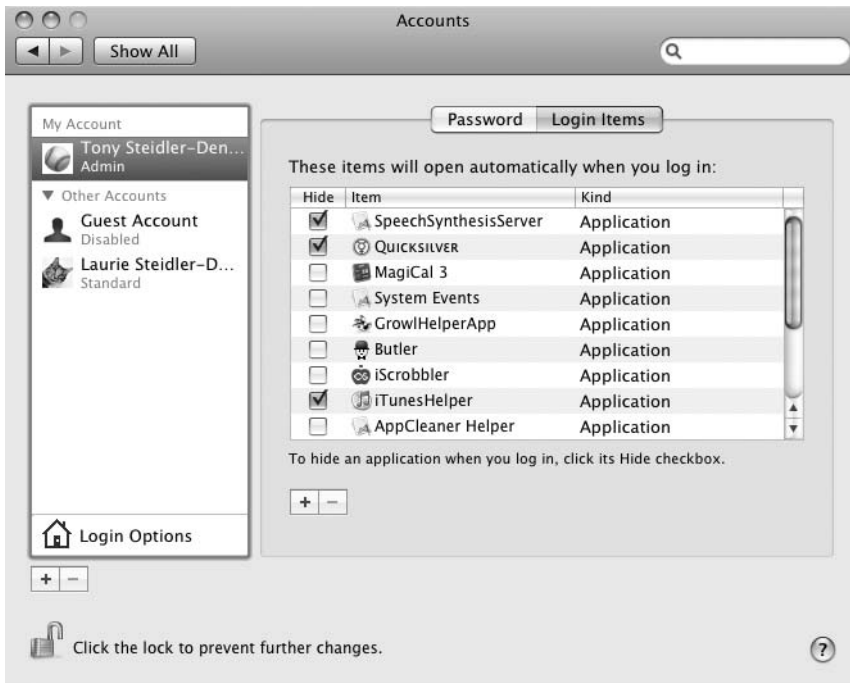 Accounts
Show All
My Account
Tony Steidler-Den...
Admin
Other Accounts
Guest Account
Disabled
Laurie Steidler-D...
Standard
Login Options
Password Login Items
These items will open automatically when you log in:
Hide Item Kind
SpeechSynthesisServer Application
QUICKSILVER Application
MagiCal 3 Application
System Events Application
GrowlHelperApp Application
Butler Application
iScrobbler Application
iTunesHelper Application
AppCleaner Helper Application
To hide an application when you log in, click its Hide checkbox.
+ −
+ −
Click the lock to prevent further changes.
?